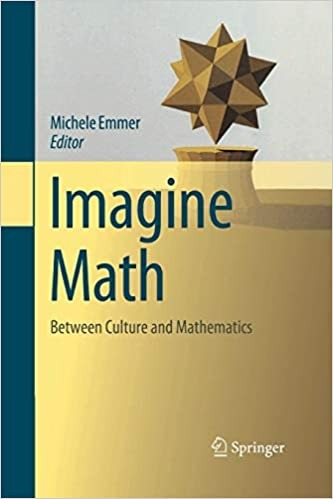 Michele Emmer
Editor
Imagine
Math
Between Culture and Mathematics
Springer